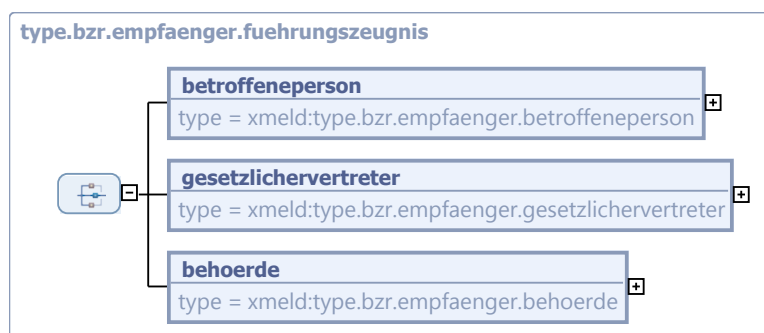 type.bzr.empfaenger.fuehrungszeugnis
betroffeneperson
type = xmeld:type.bzr.empfaenger.betroffeneperson
gesetzlichervertreter
type = xmeld:type.bzr.empfaenger.gesetzlichervertreter
behoerde
type = xmeld:type.bzr.empfaenger.behoerde